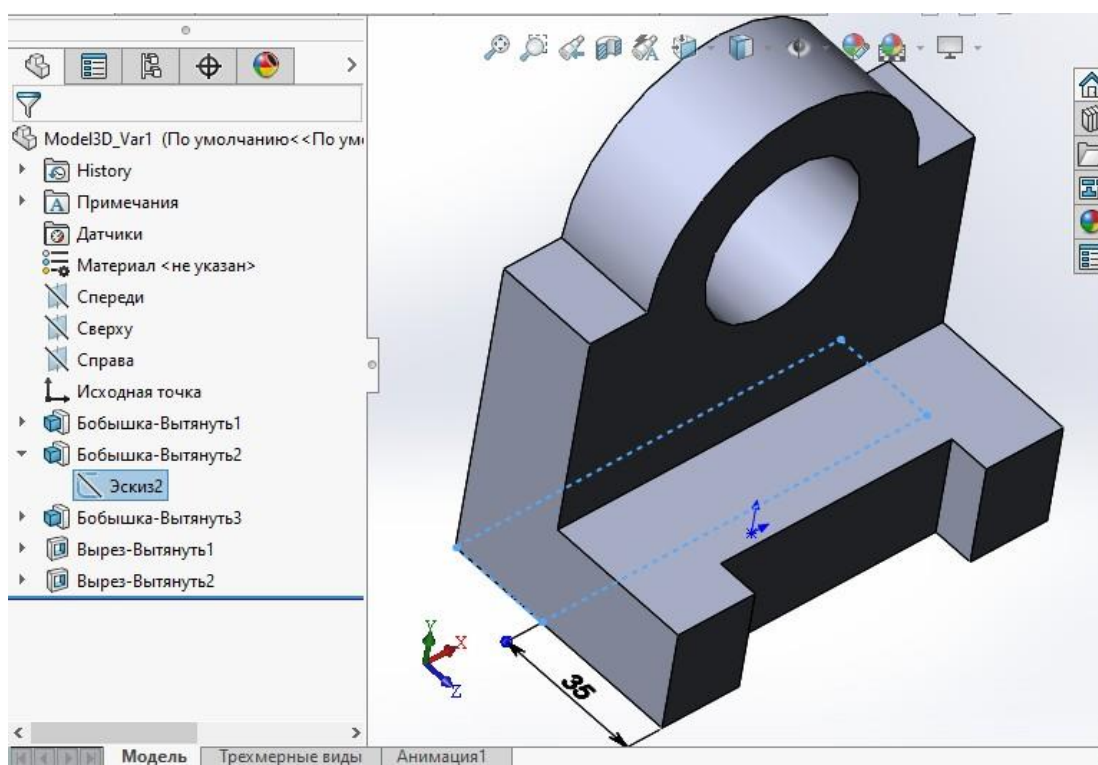 Model3D_Var1 (По умолчанию<<По ум
History
Примечания
Датчики
Материал <не указан>
Спереди
Сверху
Справа
Исходная точка
Бобышка-Вытянуть1
Бобышка-Вытянуть2
Эскиз2
Бобышка-Вытянуть3
Вырез-Вытянуть1
Вырез-Вытянуть2
Y
X
Z
35
Модель Трехмерные виды Анимация1